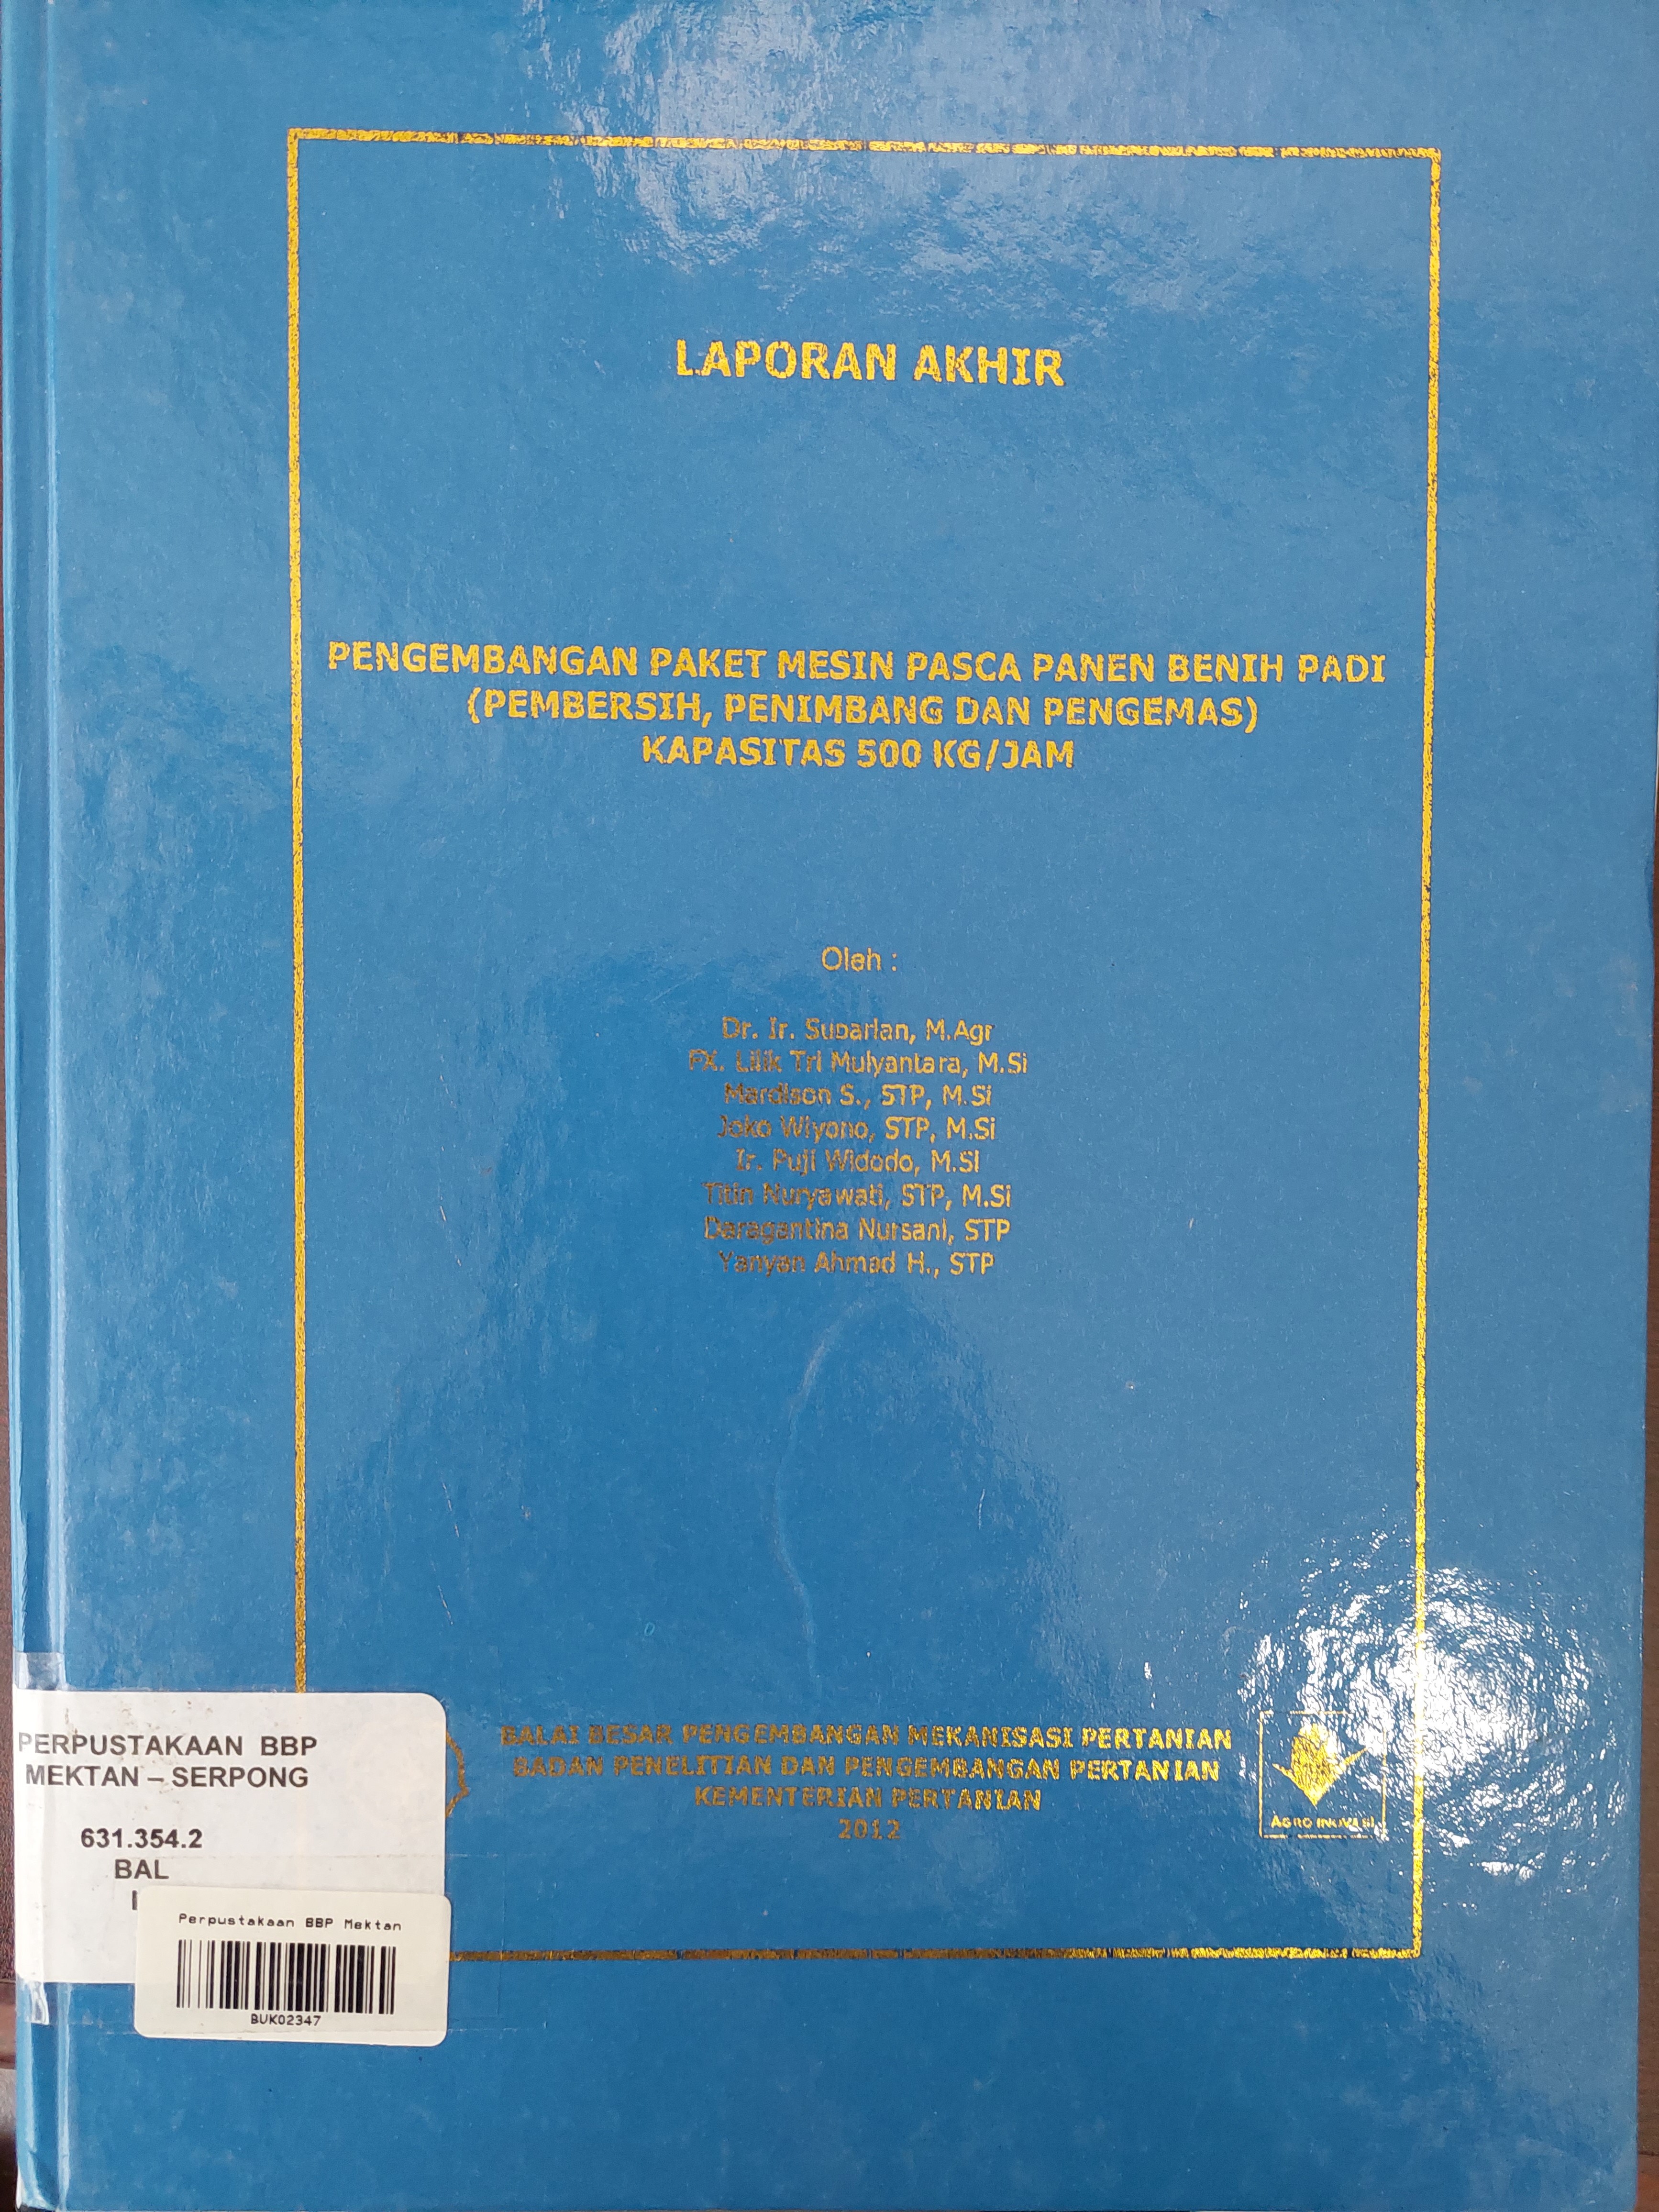 LAPORAN AKHIR
PENGEMBANGAN PAKET MESIN PASCA PANEN BENIH PADI
(PEMBERSIH, PENIMBANG DAN PENGEMAS)
KAPASITAS 500 KG/JAM
Oleh :
Dr. Ir. Suparlan, M.Agr
FX. Lilik Tri Mulyantara, M.Si
Mardison S., STP, M.Si
Joko Wiyono, STP, M.Si
Ir. Puji Widodo, M.Si
Titin Nuryawati, STP, M.Si
Daragantina Nursani, STP
Yanyan Ahmad H., STP
BALAI BESAR PENGEMBANGAN MEKANISASI PERTANIAN
BADAN PENELITIAN DAN PENGEMBANGAN PERTANIAN
KEMENTERIAN PERTANIAN
2012
AGRO INOVASI
PERPUSTAKAAN BBP
MEKTAN – SERPONG
631.354.2
BAL
Perpustakaan BBP Mektan
BUK02347